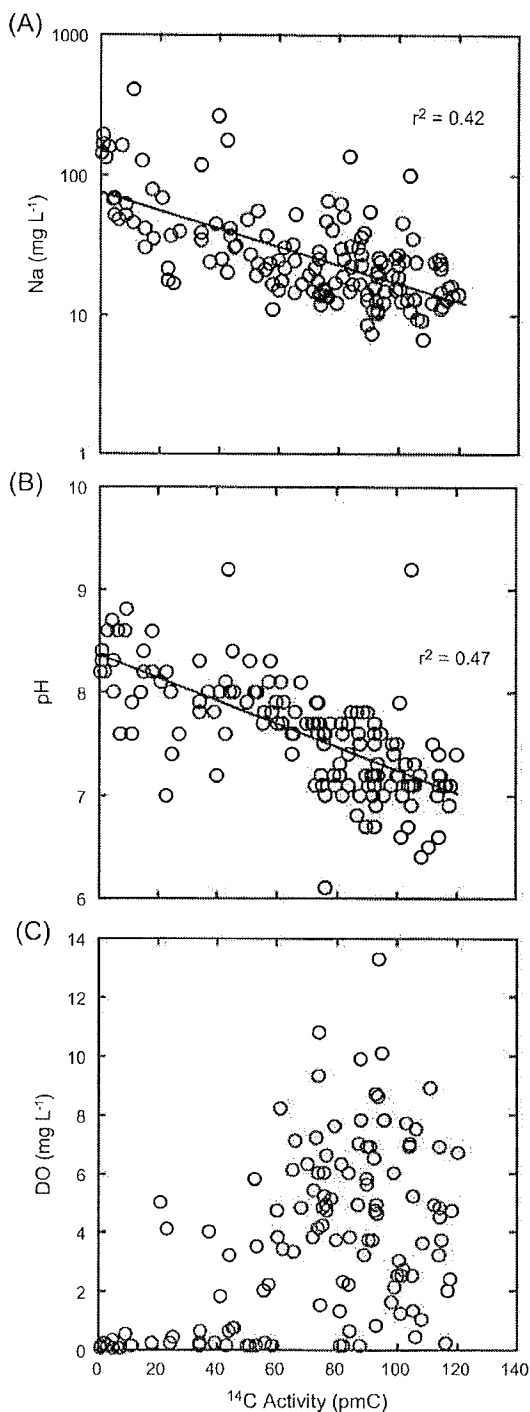 (A)
1000
100
10
1
Na (mg L⁻¹)
r² = 0.42
(B)
10
9
8
7
6
pH
r² = 0.47
(C)
14
12
10
8
6
4
2
0
DO (mg L⁻¹)
0 20 40 60 80 100 120 140
¹⁴C Activity (pmC)